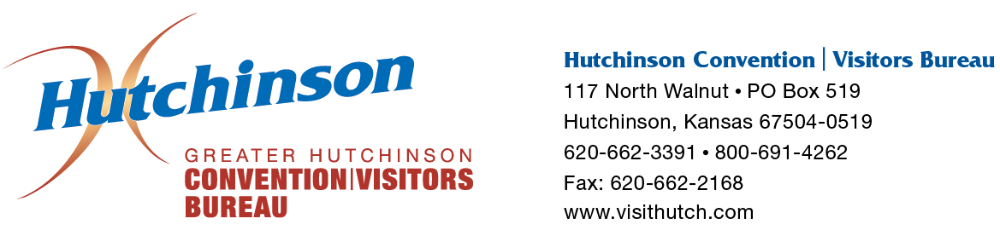 Hutchinson
GREATER HUTCHINSON
CONVENTION|VISITORS
BUREAU
Hutchinson Convention | Visitors Bureau
117 North Walnut • PO Box 519
Hutchinson, Kansas 67504-0519
620-662-3391 • 800-691-4262
Fax: 620-662-2168
www.visithutch.com